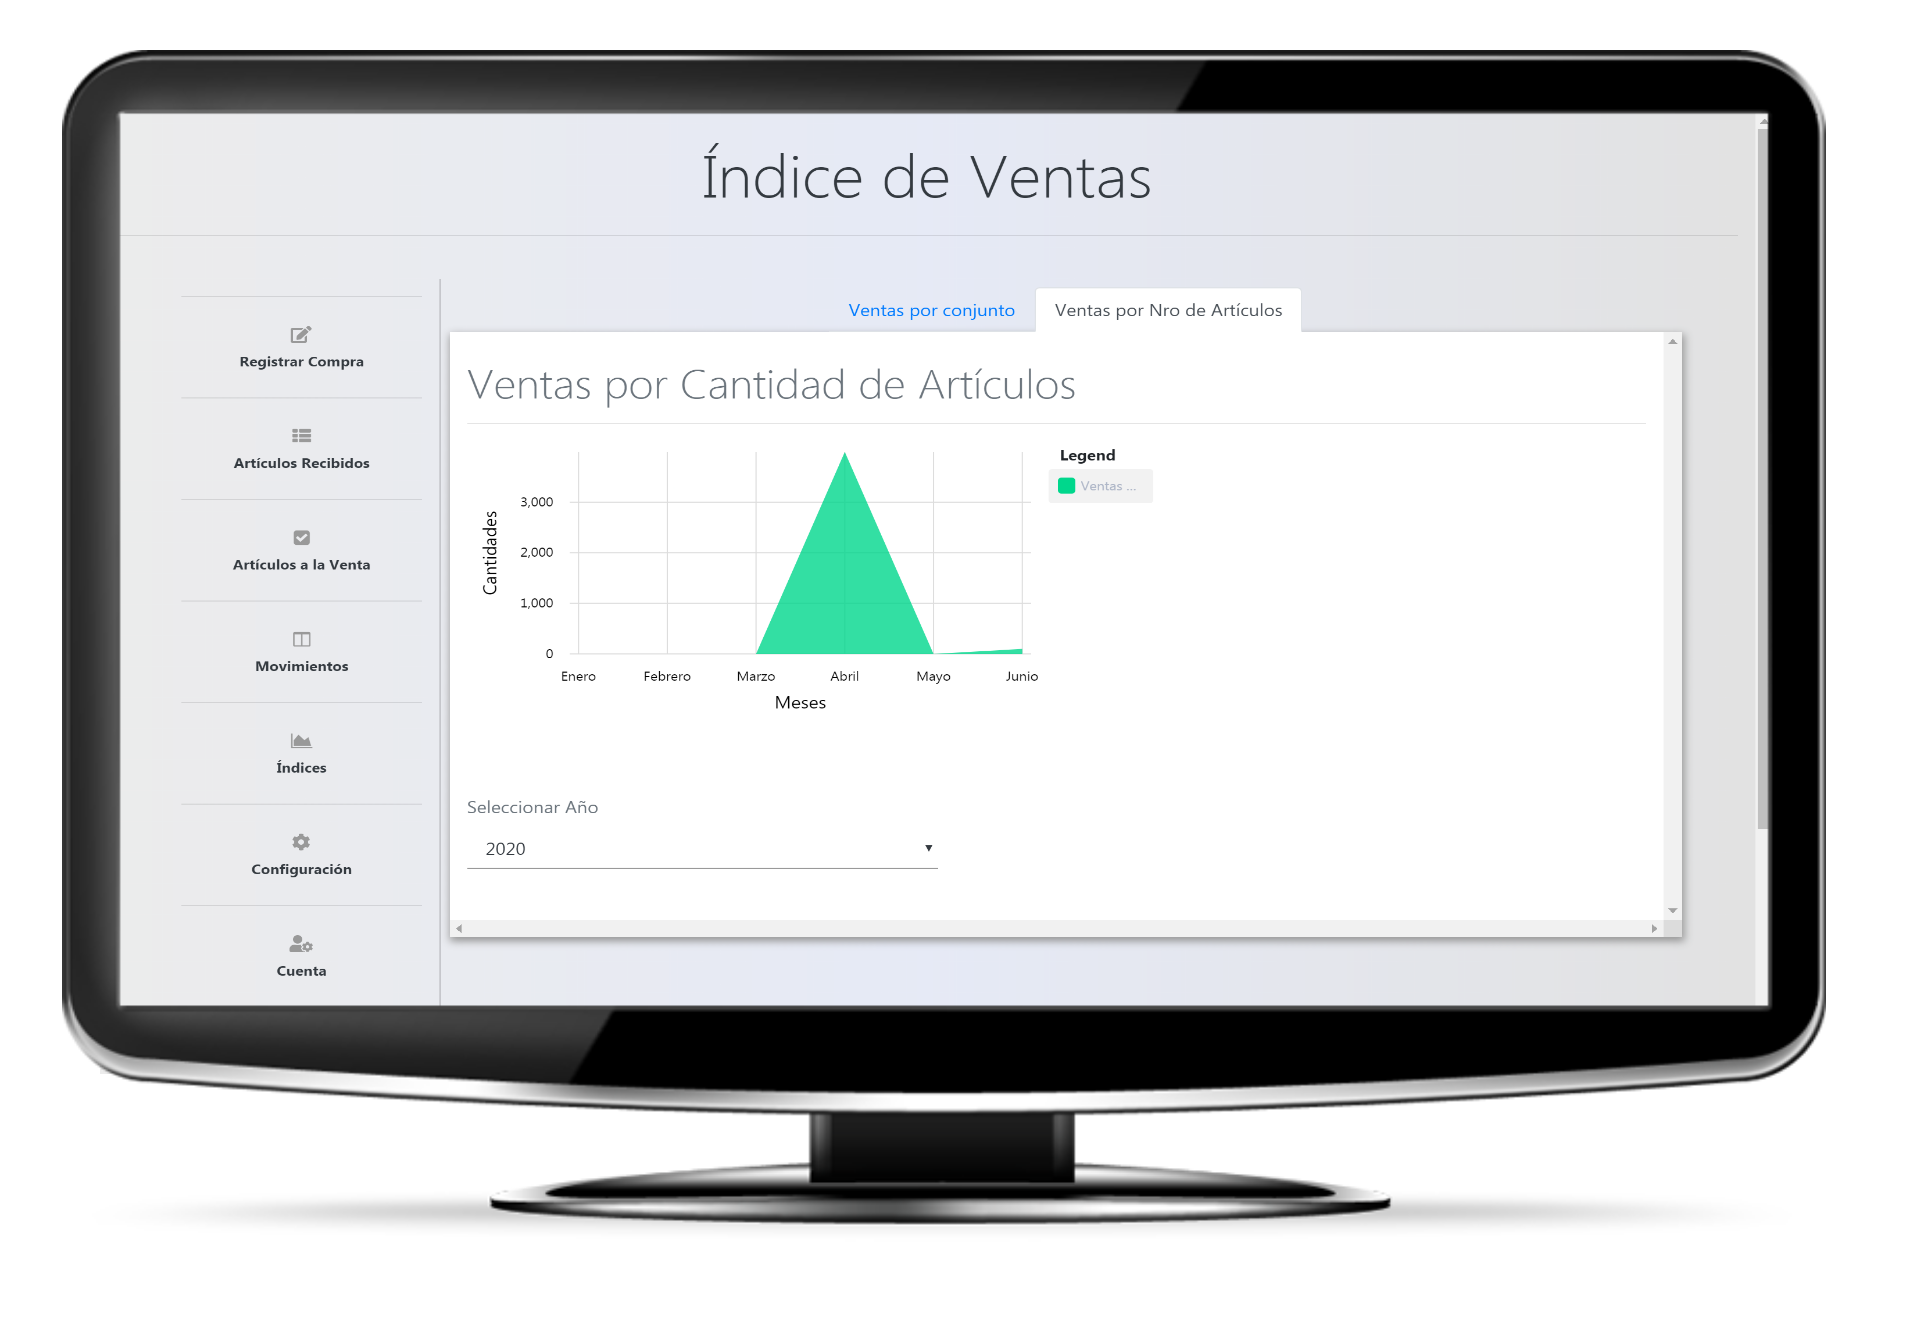 Índice de Ventas
Registrar Compra
Artículos Recibidos
Artículos a la Venta
Movimientos
Índices
Configuración
Cuenta
Ventas por conjunto
Ventas por Nro de Artículos
Ventas por Cantidad de Artículos
Cantidades
3,000
2,000
1,000
0
Enero Febrero Marzo Abril Mayo Junio
Meses
Legend
Ventas ...
Seleccionar Año
2020